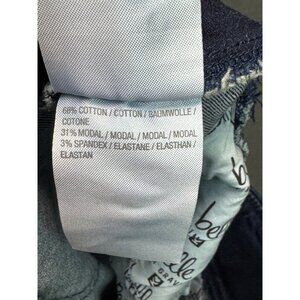 66% COTTON / COTTON / BAUMWOLLE /
COTONE
31% MODAL / MODAL / MODAL / MODAL
3% SPANDEX / ELASTANE / ELASTHAN /
ELASTAN